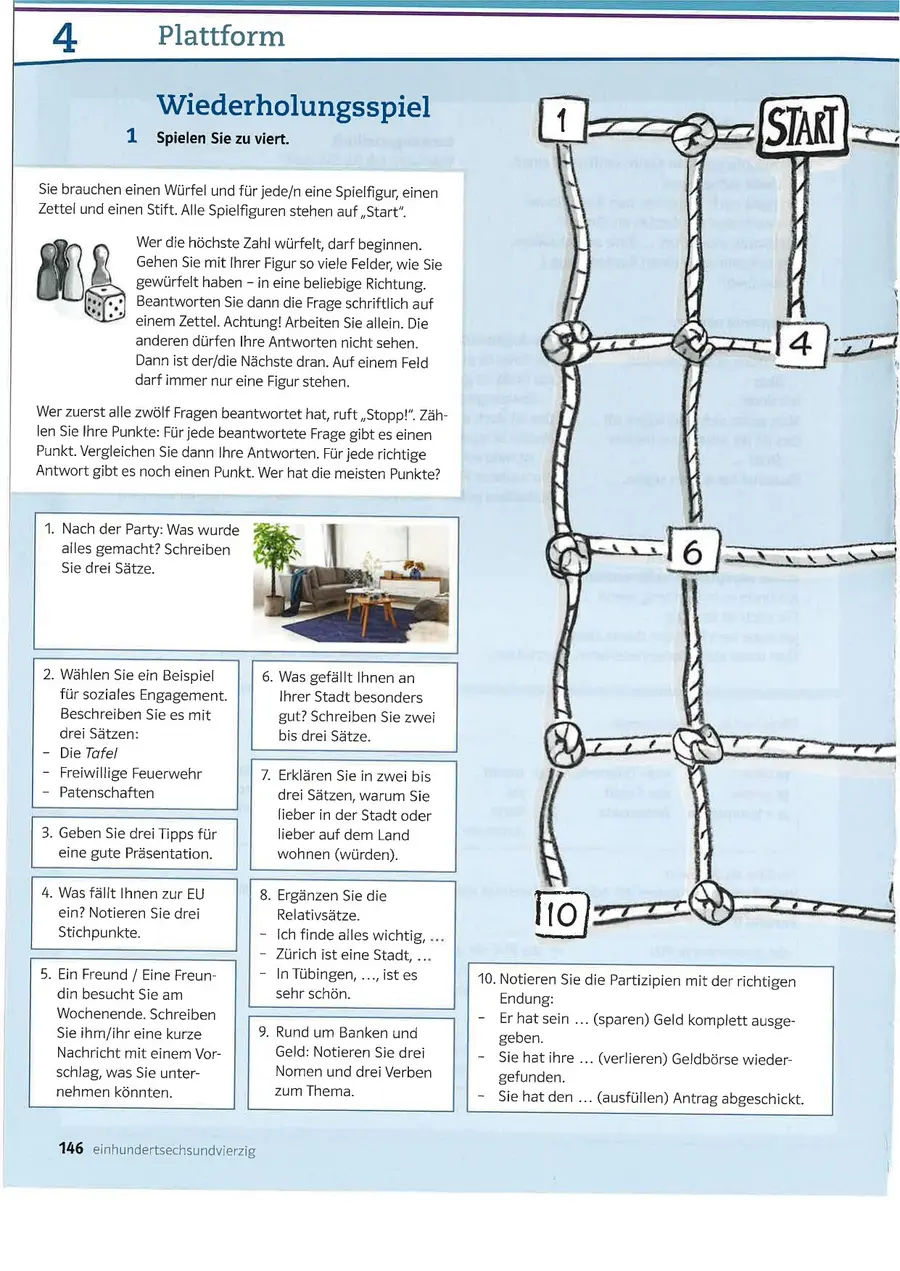 4 Plattform
Wiederholungsspiel
1 Spielen Sie zu viert.
Sie brauchen einen Würfel und für jede/n eine Spielfigur, einen
Zettel und einen Stift. Alle Spielfiguren stehen auf „Start“.
Wer die höchste Zahl würfelt, darf beginnen.
Gehen Sie mit Ihrer Figur so viele Felder, wie Sie
gewürfelt haben – in eine beliebige Richtung.
Beantworten Sie dann die Frage schriftlich auf
einem Zettel. Achtung! Arbeiten Sie allein. Die
anderen dürfen Ihre Antworten nicht sehen.
Dann ist der/die Nächste dran. Auf einem Feld
darf immer nur eine Figur stehen.
Wer zuerst alle zwölf Fragen beantwortet hat, ruft „Stopp!“. Zäh-
len Sie Ihre Punkte: Für jede beantwortete Frage gibt es einen
Punkt. Vergleichen Sie dann Ihre Antworten. Für jede richtige
Antwort gibt es noch einen Punkt. Wer hat die meisten Punkte?
1. Nach der Party: Was wurde
alles gemacht? Schreiben
Sie drei Sätze.
2. Wählen Sie ein Beispiel
für soziales Engagement.
Beschreiben Sie es mit
drei Sätzen:
– Die Tafel
– Freiwillige Feuerwehr
– Patenschaften
3. Geben Sie drei Tipps für
eine gute Präsentation.
4. Was fällt Ihnen zur EU
ein? Notieren Sie drei
Stichpunkte.
5. Ein Freund / Eine Freun-
din besucht Sie am
Wochenende. Schreiben
Sie ihm/ihr eine kurze
Nachricht mit einem Vor-
schlag, was Sie unter-
nehmen könnten.
6. Was gefällt Ihnen an
Ihrer Stadt besonders
gut? Schreiben Sie zwei
bis drei Sätze.
7. Erklären Sie in zwei bis
drei Sätzen, warum Sie
lieber in der Stadt oder
lieber auf dem Land
wohnen (würden).
8. Ergänzen Sie die
Relativsätze.
– Ich finde alles wichtig, …
– Zürich ist eine Stadt, …
– In Tübingen, …, ist es
sehr schön.
9. Rund um Banken und
Geld: Notieren Sie drei
Nomen und drei Verben
zum Thema.
10. Notieren Sie die Partizipien mit der richtigen
Endung:
– Er hat sein … (sparen) Geld komplett ausge-
geben.
– Sie hat ihre … (verlieren) Geldbörse wieder-
gefunden.
– Sie hat den … (ausfüllen) Antrag abgeschickt.
1
START
4
6
10
146 einhundertsechsundvierzig